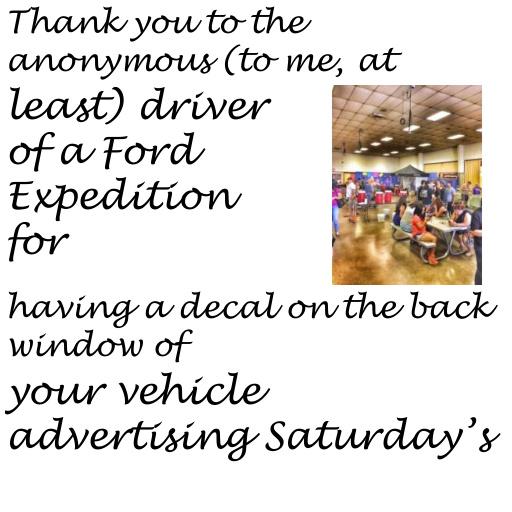 Thank you to the
anonymous (to me, at
least) driver
of a Ford
Expedition
for
having a decal on the back
window of
your vehicle
advertising Saturday's